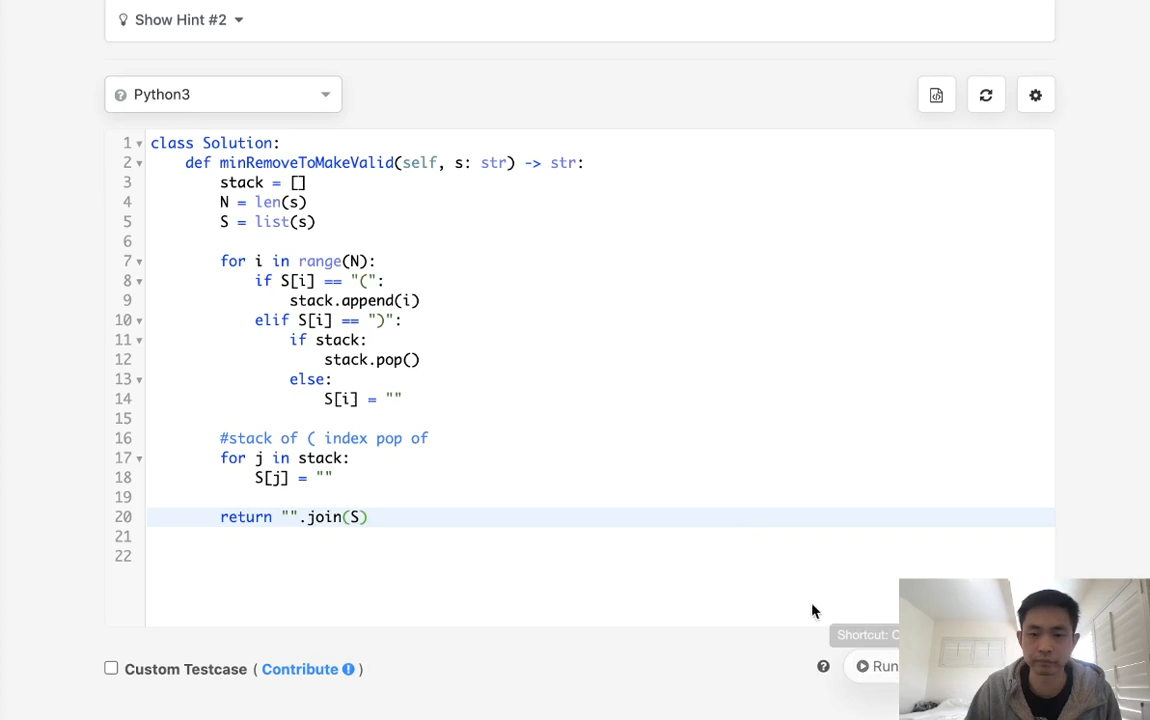 Show Hint #2
Python3
1 class Solution:
2     def minRemoveToMakeValid(self, s: str) -> str:
3         stack = []
4         N = len(s)
5         S = list(s)
6
7         for i in range(N):
8             if S[i] == "(":
9                 stack.append(i)
10             elif S[i] == ")":
11                 if stack:
12                     stack.pop()
13                 else:
14                     S[i] = ""
15
16         #stack of ( index pop of
17         for j in stack:
18             S[j] = ""
19
20         return "".join(S)
21
22
Shortcut: C
Custom Testcase ( Contribute )
Run